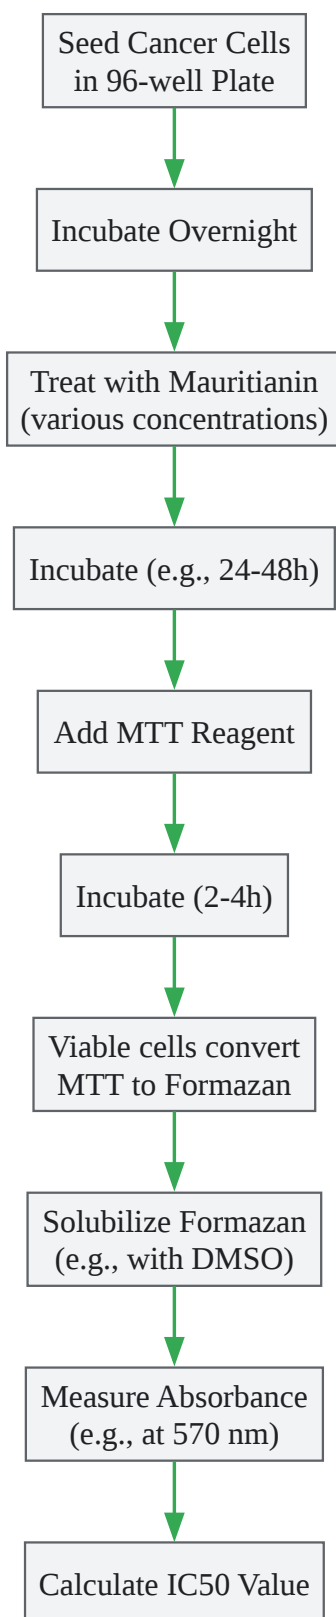 Seed Cancer Cells
in 96-well Plate
Incubate Overnight
Treat with Mauritianin
(various concentrations)
Incubate (e.g., 24-48h)
Add MTT Reagent
Incubate (2-4h)
Viable cells convert
MTT to Formazan
Solubilize Formazan
(e.g., with DMSO)
Measure Absorbance
(e.g., at 570 nm)
Calculate IC50 Value